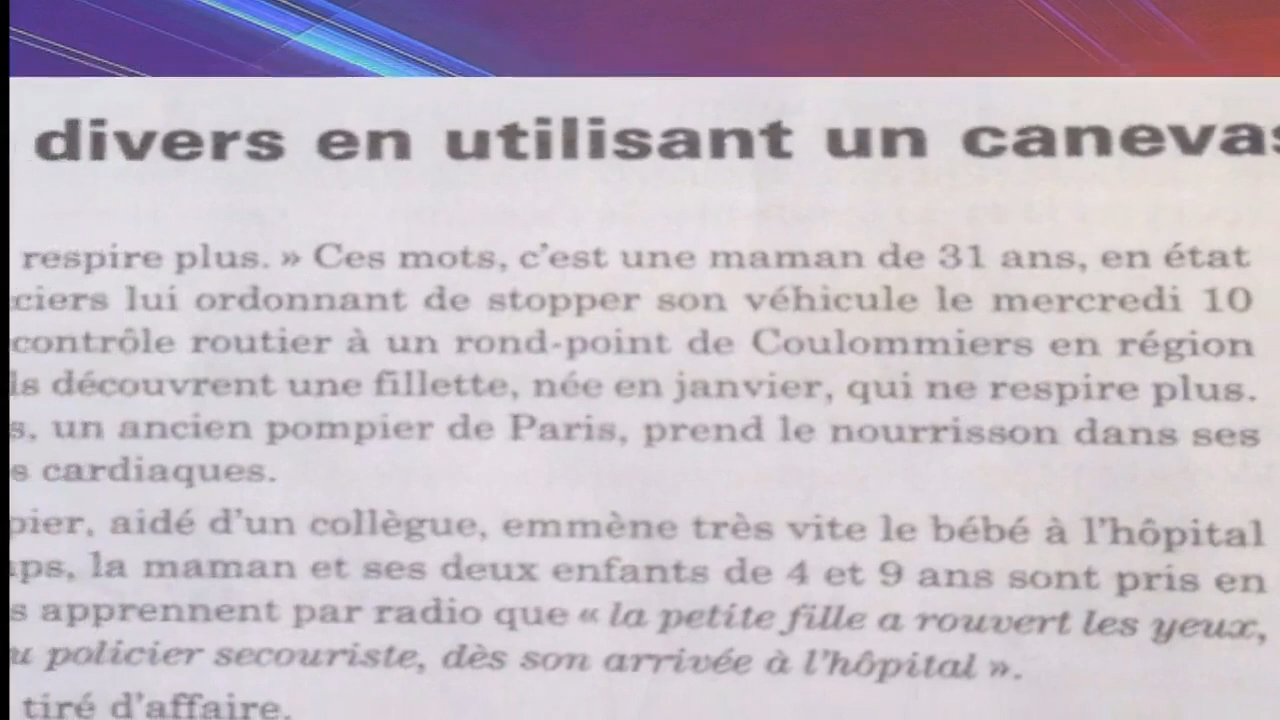 divers en utilisant un canevas
respire plus. » Ces mots, c'est une maman de 31 ans, en état
ciers lui ordonnant de stopper son véhicule le mercredi 10
contrôle routier à un rond-point de Coulommiers en région
ls découvrent une fillette, née en janvier, qui ne respire plus.
s, un ancien pompier de Paris, prend le nourrisson dans ses
s cardiaques.
pier, aidé d'un collègue, emmène très vite le bébé à l'hôpital
ps, la maman et ses deux enfants de 4 et 9 ans sont pris en
s apprennent par radio que « la petite fille a rouvert les yeux,
u policier secouriste, dès son arrivée à l'hôpital ».
tiré d'affaire.